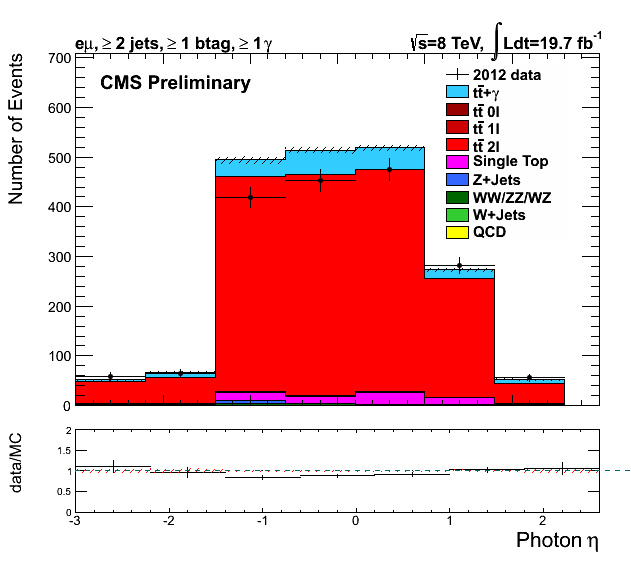 eμ, ≥ 2 jets, ≥ 1 btag, ≥ 1 γ
√s=8 TeV, ∫Ldt=19.7 fb⁻¹
CMS Preliminary
Number of Events
700
600
500
400
300
200
100
0
2012 data
tt̄+γ
tt̄ 0l
tt̄ 1l
tt̄ 2l
Single Top
Z+Jets
WW/ZZ/WZ
W+Jets
QCD
data/MC
2
1.5
1
0.5
0
-3 -2 -1 0 1 2
Photon η